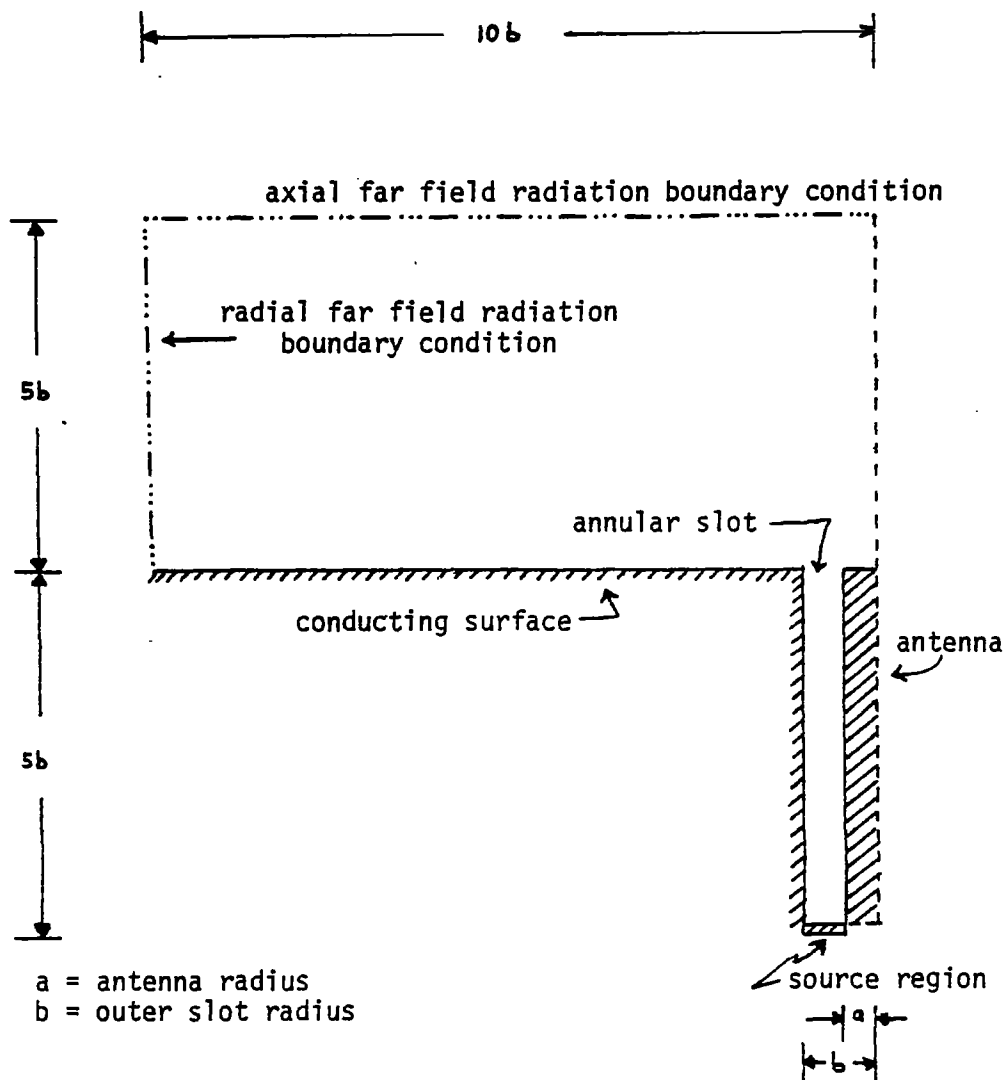 10b
axial far field radiation boundary condition
radial far field radiation
boundary condition
5b
annular slot
conducting surface
antenna
5b
a = antenna radius
b = outer slot radius
source region
a
b